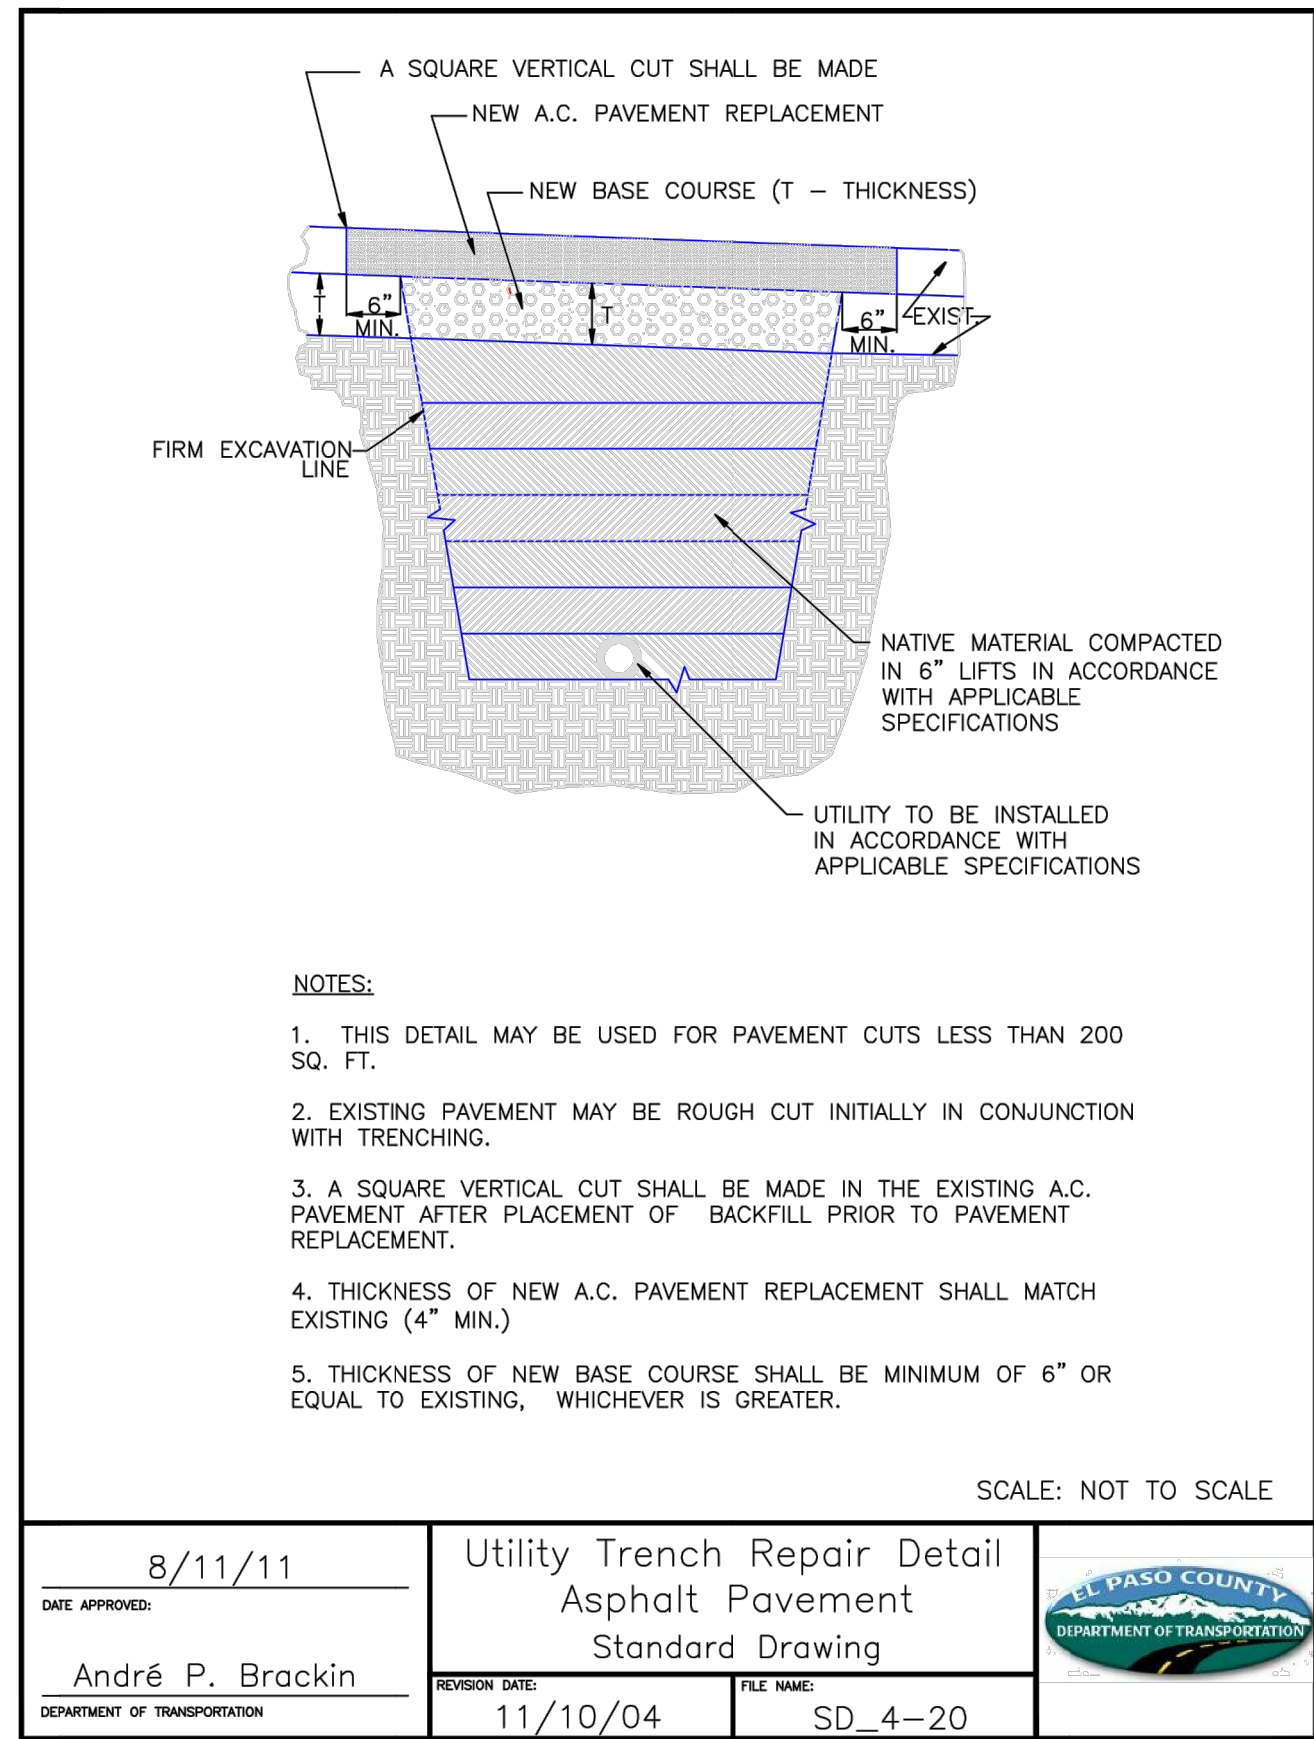 A SQUARE VERTICAL CUT SHALL BE MADE
NEW A.C. PAVEMENT REPLACEMENT
NEW BASE COURSE (T – THICKNESS)
T
6"
MIN.
T
6"
MIN.
EXIST.
FIRM EXCAVATION
LINE
NATIVE MATERIAL COMPACTED
IN 6" LIFTS IN ACCORDANCE
WITH APPLICABLE
SPECIFICATIONS
UTILITY TO BE INSTALLED
IN ACCORDANCE WITH
APPLICABLE SPECIFICATIONS
NOTES:
1. THIS DETAIL MAY BE USED FOR PAVEMENT CUTS LESS THAN 200
SQ. FT.
2. EXISTING PAVEMENT MAY BE ROUGH CUT INITIALLY IN CONJUNCTION
WITH TRENCHING.
3. A SQUARE VERTICAL CUT SHALL BE MADE IN THE EXISTING A.C.
PAVEMENT AFTER PLACEMENT OF BACKFILL PRIOR TO PAVEMENT
REPLACEMENT.
4. THICKNESS OF NEW A.C. PAVEMENT REPLACEMENT SHALL MATCH
EXISTING (4" MIN.)
5. THICKNESS OF NEW BASE COURSE SHALL BE MINIMUM OF 6" OR
EQUAL TO EXISTING, WHICHEVER IS GREATER.
SCALE: NOT TO SCALE
8/11/11
DATE APPROVED:
André P. Brackin
DEPARTMENT OF TRANSPORTATION
Utility Trench Repair Detail
Asphalt Pavement
Standard Drawing
REVISION DATE:
11/10/04
FILE NAME:
SD_4-20
EL PASO COUNTY
DEPARTMENT OF TRANSPORTATION